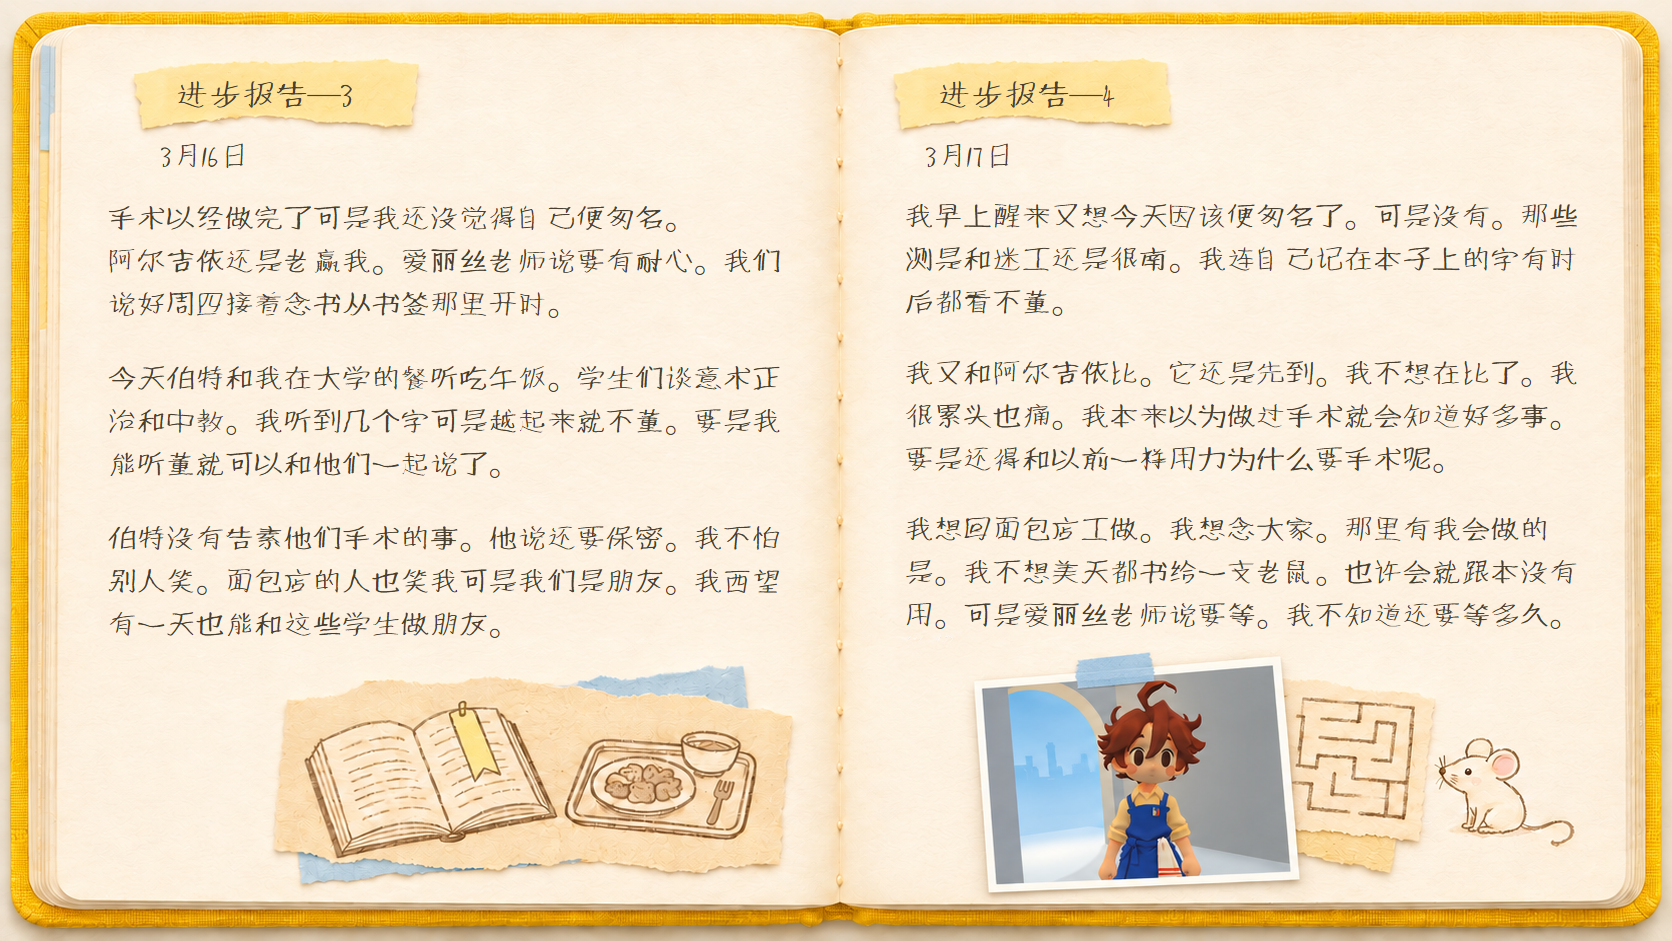 进步报告—3
3月16日
手术以经做完了可是我还没觉得自己便匆名。
阿尔吉侬还是老赢我。爱丽丝老师说要有耐心。我们
说好周四接着念书从书签那里开时。
今天伯特和我在大学的餐听吃午饭。学生们谈意术正
治和中教。我听到几个字可是越起来就不董。要是我
能听董就可以和他们一起说了。
伯特没有告素他们手术的事。他说还要保密。我不怕
别人笑。面包店的人也笑我可是我们是朋友。我西望
有一天也能和这些学生做朋友。
进步报告—4
3月17日
我早上醒来又想今天因该便匆名了。可是没有。那些
测是和迷工还是很南。我连自己记在本子上的字有时
后都看不董。
我又和阿尔吉侬比。它还是先到。我不想在比了。我
很累头也痛。我本来以为做过手术就会知道好多事。
要是还得和以前一样用力为什么要手术呢。
我想回面包店工做。我想念大家。那里有我会做的
是。我不想美天都书给一支老鼠。也许会就跟本没有
用。可是爱丽丝老师说要等。我不知道还要等多久。